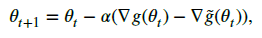 θ_{t+1} = θ_t − α(∇g(θ_t) − ∇g̃(θ_t)),